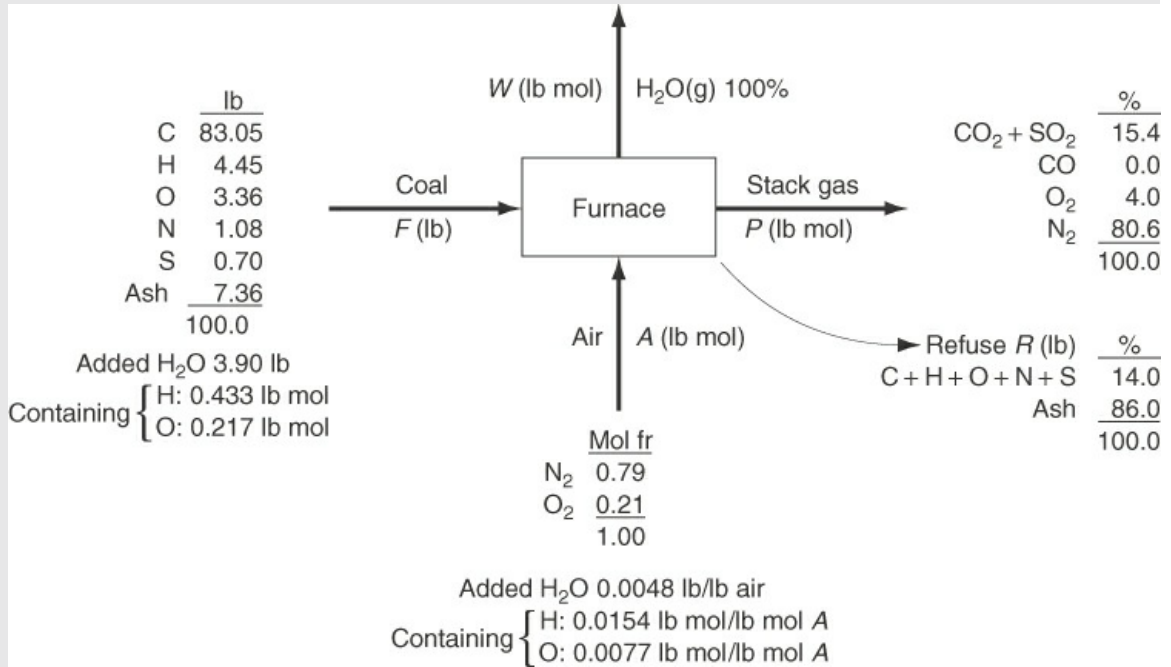 W (lb mol) H₂O(g) 100%
lb
C 83.05
H 4.45
O 3.36
N 1.08
S 0.70
Ash 7.36
100.0
Added H₂O 3.90 lb
Containing { H: 0.433 lb mol
O: 0.217 lb mol
Coal
F (lb)
Furnace
Stack gas
P (lb mol)
%
CO₂ + SO₂ 15.4
CO 0.0
O₂ 4.0
N₂ 80.6
100.0
Air A (lb mol)
Refuse R (lb) %
C + H + O + N + S 14.0
Ash 86.0
100.0
Mol fr
N₂ 0.79
O₂ 0.21
1.00
Added H₂O 0.0048 lb/lb air
Containing { H: 0.0154 lb mol/lb mol A
O: 0.0077 lb mol/lb mol A